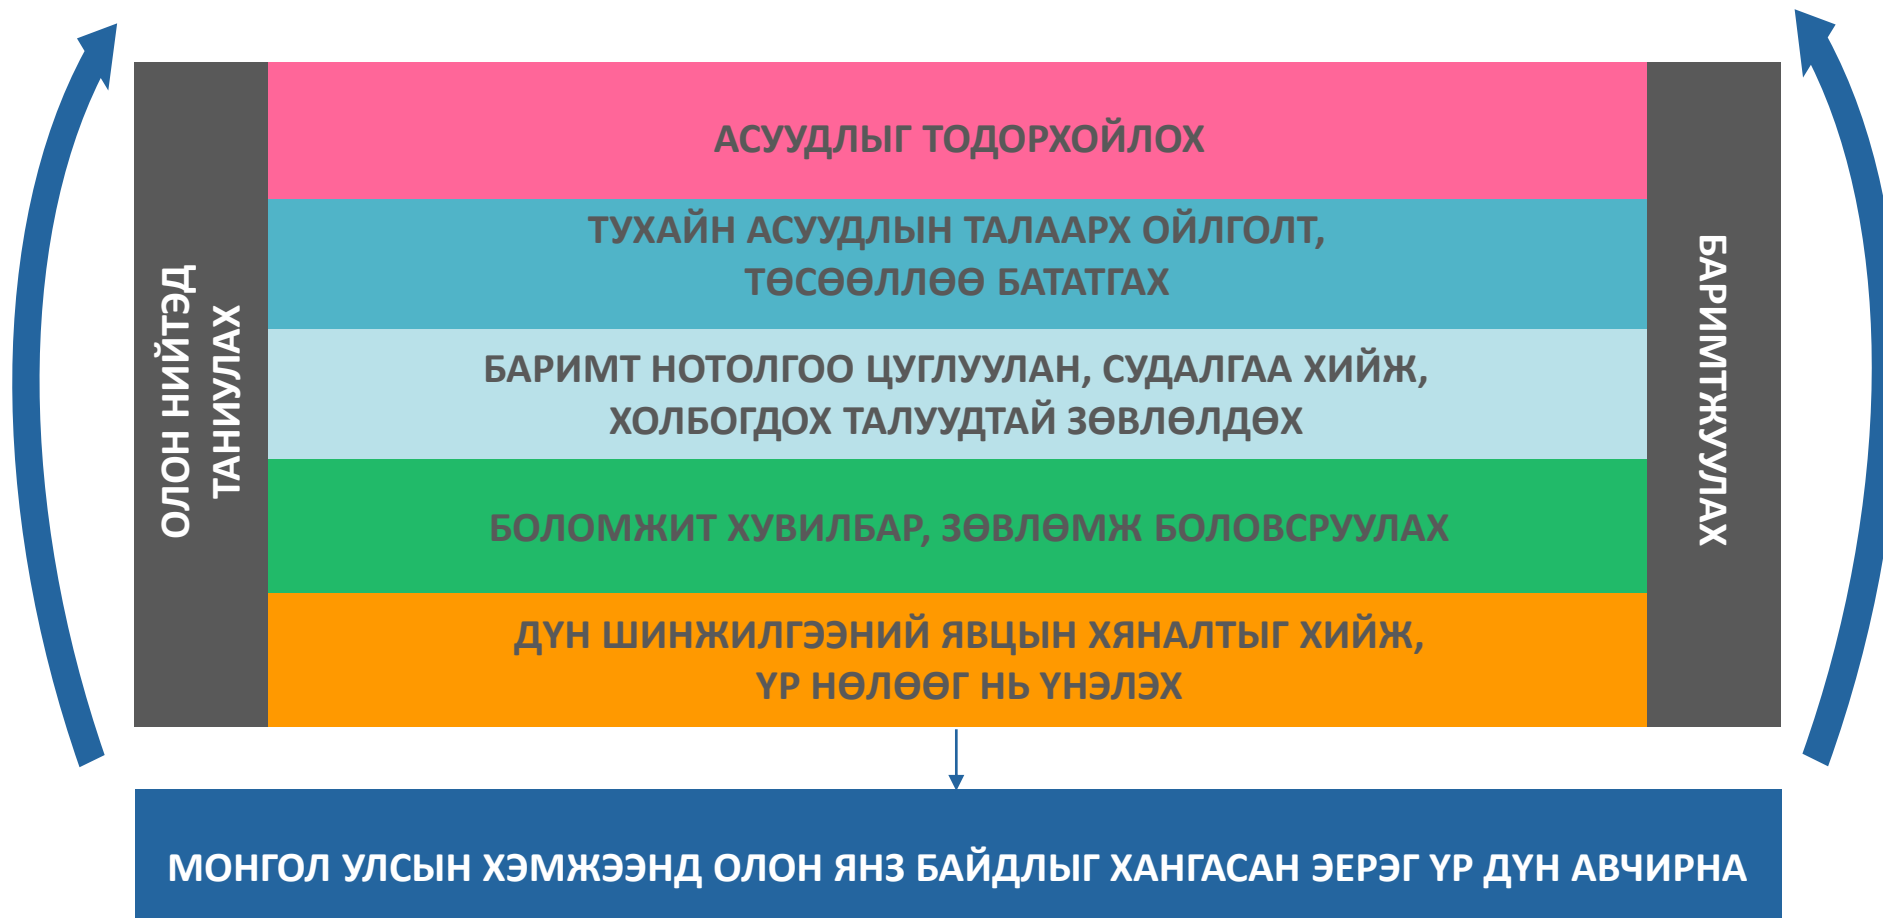 АСУУДЛЫГ ТОДОРХОЙЛОХ
ТУХАЙН АСУУДЛЫН ТАЛААРХ ОЙЛГОЛТ,
ТӨСӨӨЛЛӨӨ БАТАТГАХ
БАРИМТ НОТОЛГОО ЦУГЛУУЛАН, СУДАЛГАА ХИЙЖ,
ХОЛБОГДОХ ТАЛУУДТАЙ ЗӨВЛӨЛДӨХ
БОЛОМЖИТ ХУВИЛБАР, ЗӨВЛӨМЖ БОЛОВСРУУЛАХ
ДҮН ШИНЖИЛГЭЭНИЙ ЯВЦЫН ХЯНАЛТЫГ ХИЙЖ,
ҮР НӨЛӨӨГ НЬ ҮНЭЛЭХ
ОЛОН НИЙТЭД
ТАНИУЛАХ
БАРИМТЖУУЛАХ
МОНГОЛ УЛСЫН ХЭМЖЭЭНД ОЛОН ЯНЗ БАЙДЛЫГ ХАНГАСАН ЭЕРЭГ ҮР ДҮН АВЧИРНА